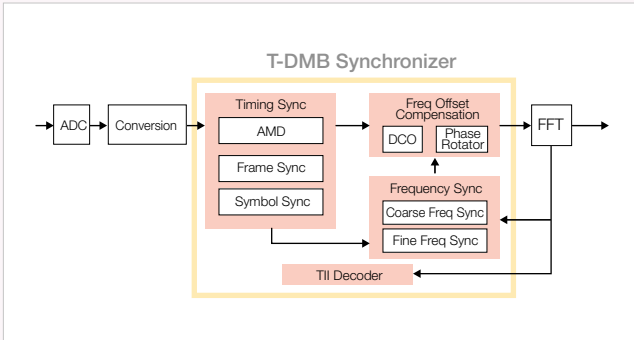 T-DMB Synchronizer
ADC
Conversion
Timing Sync
AMD
Frame Sync
Symbol Sync
Freq Offset
Compensation
DCO
Phase
Rotator
FFT
Frequency Sync
Coarse Freq Sync
Fine Freq Sync
TII Decoder